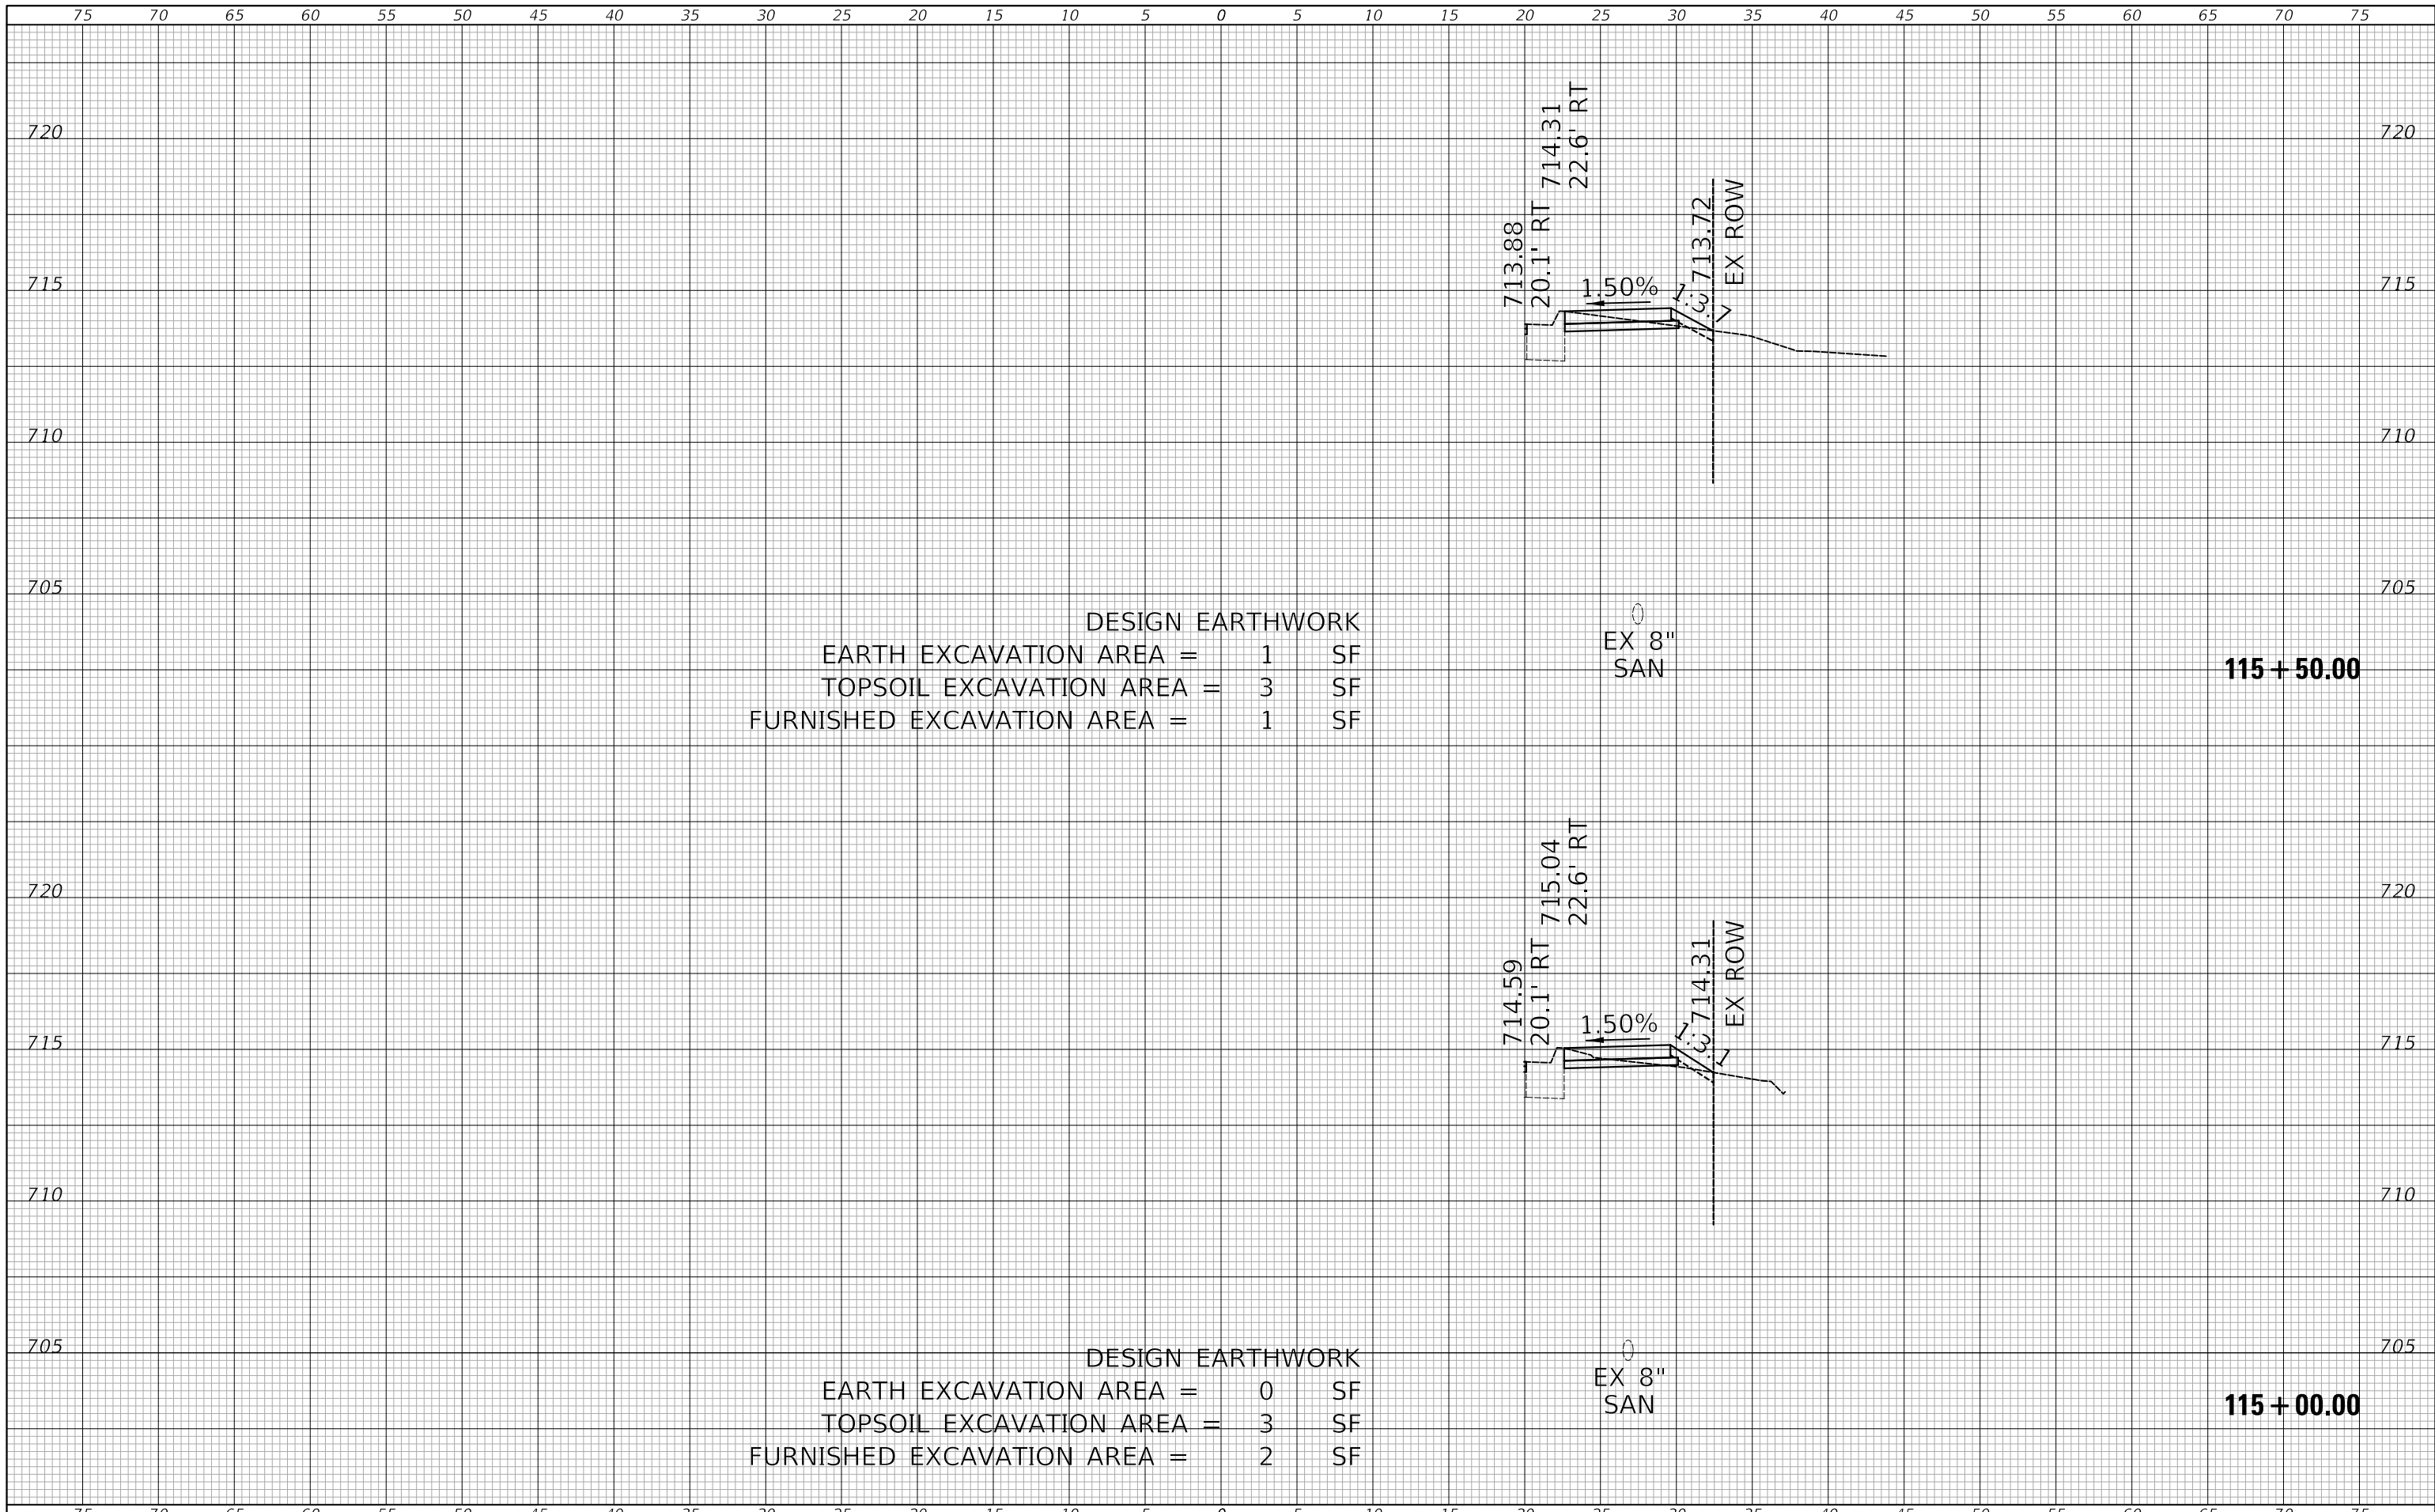 75 70 65 60 55 50 45 40 35 30 25 20 15 10 5 0 5 10 15 20 25 30 35 40 45 50 55 60 65 70 75
720 720
714.31
22.6' RT
713.88
20.1' RT
713.72
EX ROW
1.50%
1:3.7
715 715
710 710
705 705
DESIGN EARTHWORK
EARTH EXCAVATION AREA = 1 SF
TOPSOIL EXCAVATION AREA = 3 SF
FURNISHED EXCAVATION AREA = 1 SF
EX 8"
SAN
115+50.00
720 720
715.04
22.6' RT
714.59
20.1' RT
714.31
EX ROW
1.50%
1:3.1
715 715
710 710
705 705
DESIGN EARTHWORK
EARTH EXCAVATION AREA = 0 SF
TOPSOIL EXCAVATION AREA = 3 SF
FURNISHED EXCAVATION AREA = 2 SF
EX 8"
SAN
115+00.00